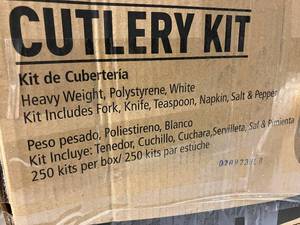 CUTLERY KIT
Kit de Cubertería
Heavy Weight, Polystyrene, White
Kit Includes Fork, Knife, Teaspoon, Napkin, Salt & Pepper
Peso pesado, Poliestireno, Blanco
Kit Incluye: Tenedor, Cuchillo, Cuchara, Servilleta, Sal & Pimienta
250 kits per box/ 250 kits par estuche